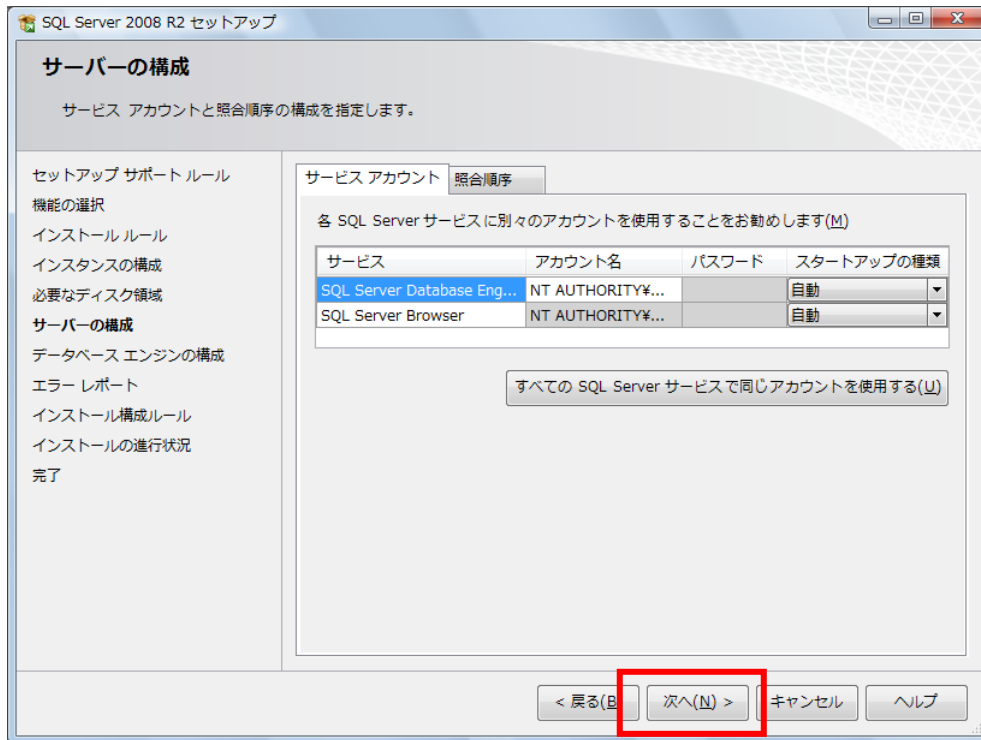 SQL Server 2008 R2 セットアップ
サーバーの構成
サービス アカウントと照合順序の構成を指定します。
セットアップ サポート ルール
機能の選択
インストール ルール
インスタンスの構成
必要なディスク領域
サーバーの構成
データベース エンジンの構成
エラー レポート
インストール構成ルール
インストールの進行状況
完了
サービス アカウント 照合順序
各 SQL Server サービスに別々のアカウントを使用することをお勧めします(M)
サービス アカウント名 パスワード スタートアップの種類
SQL Server Database Eng... NT AUTHORITY¥... 自動
SQL Server Browser NT AUTHORITY¥... 自動
すべての SQL Server サービスで同じアカウントを使用する(U)
< 戻る(B 次へ(N) > キャンセル ヘルプ